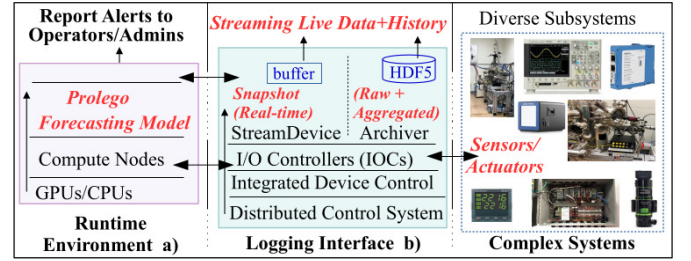 Report Alerts to
Operators/Admins
Prolego
Forecasting Model
Compute Nodes
GPUs/CPUs
Runtime
Environment a)
Streaming Live Data+History
buffer
HDF5
Snapshot
(Real-time)
(Raw +
Aggregated)
StreamDevice
Archiver
I/O Controllers (IOCs)
Integrated Device Control
Distributed Control System
Logging Interface b)
Diverse Subsystems
Sensors/
Actuators
Complex Systems